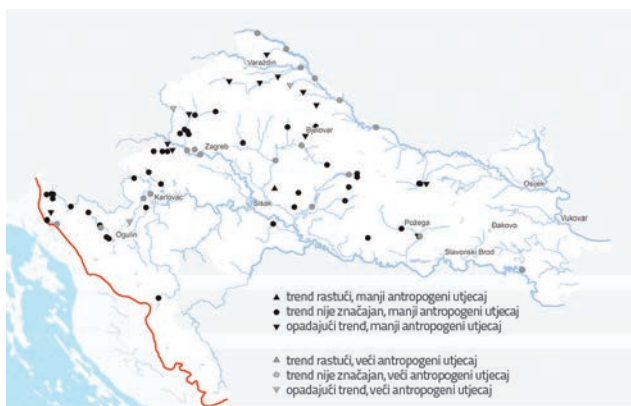 Varaždin
Bjelovar
Zagreb
Karlovac
Sisak
Ogulin
Požega
Osijek
Vukovar
Đakovo
Slavonski Brod
trend rastući, manji antropogeni utjecaj
trend nije značajan, manji antropogeni utjecaj
opadajući trend, manji antropogeni utjecaj
trend rastući, veći antropogeni utjecaj
trend nije značajan, veći antropogeni utjecaj
opadajući trend, veći antropogeni utjecaj